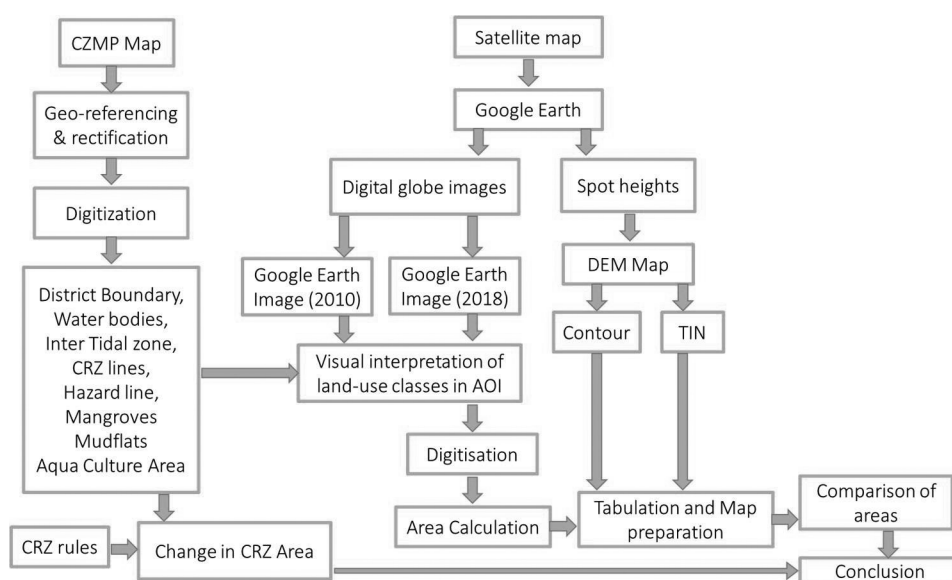 CZMP Map
Geo-referencing
& rectification
Digitization
District Boundary,
Water bodies,
Inter Tidal zone,
CRZ lines,
Hazard line,
Mangroves
Mudflats
Aqua Culture Area
CRZ rules
Change in CRZ Area
Satellite map
Google Earth
Digital globe images
Spot heights
Google Earth
Image (2010)
Google Earth
Image (2018)
DEM Map
Contour
TIN
Visual interpretation of
land-use classes in AOI
Digitisation
Area Calculation
Tabulation and Map
preparation
Comparison of
areas
Conclusion